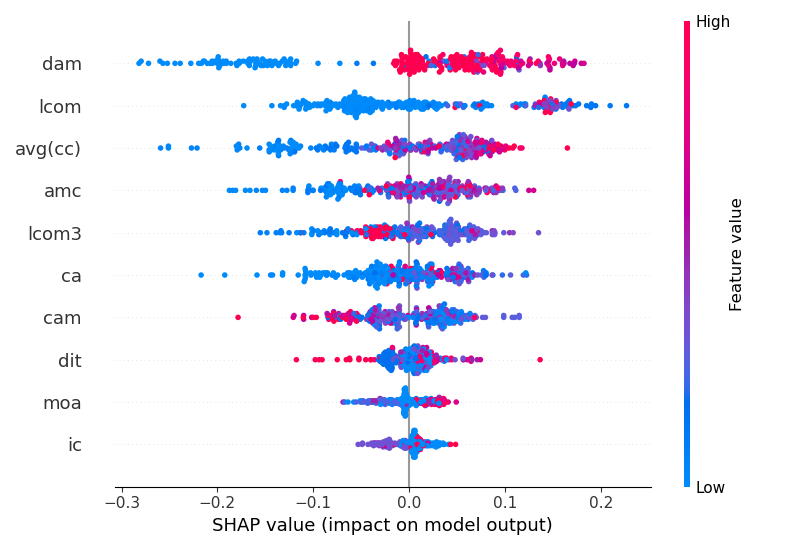 High
dam
lcom
avg(cc)
amc
lcom3
ca
cam
dit
moa
ic
Feature value
Low
−0.3 −0.2 −0.1 0.0 0.1 0.2
SHAP value (impact on model output)